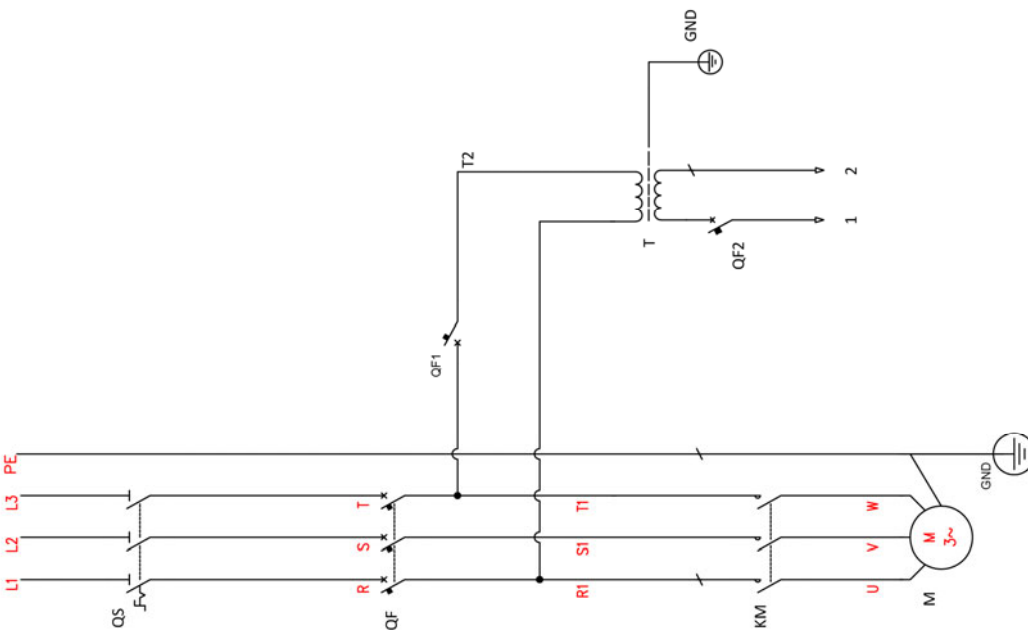 L1 L2 L3 PE
QS
R S T
QF
QF1
T2
GND
T
QF2
1 2
R1 S1 T1
KM
U V W
M
M
3~
GND